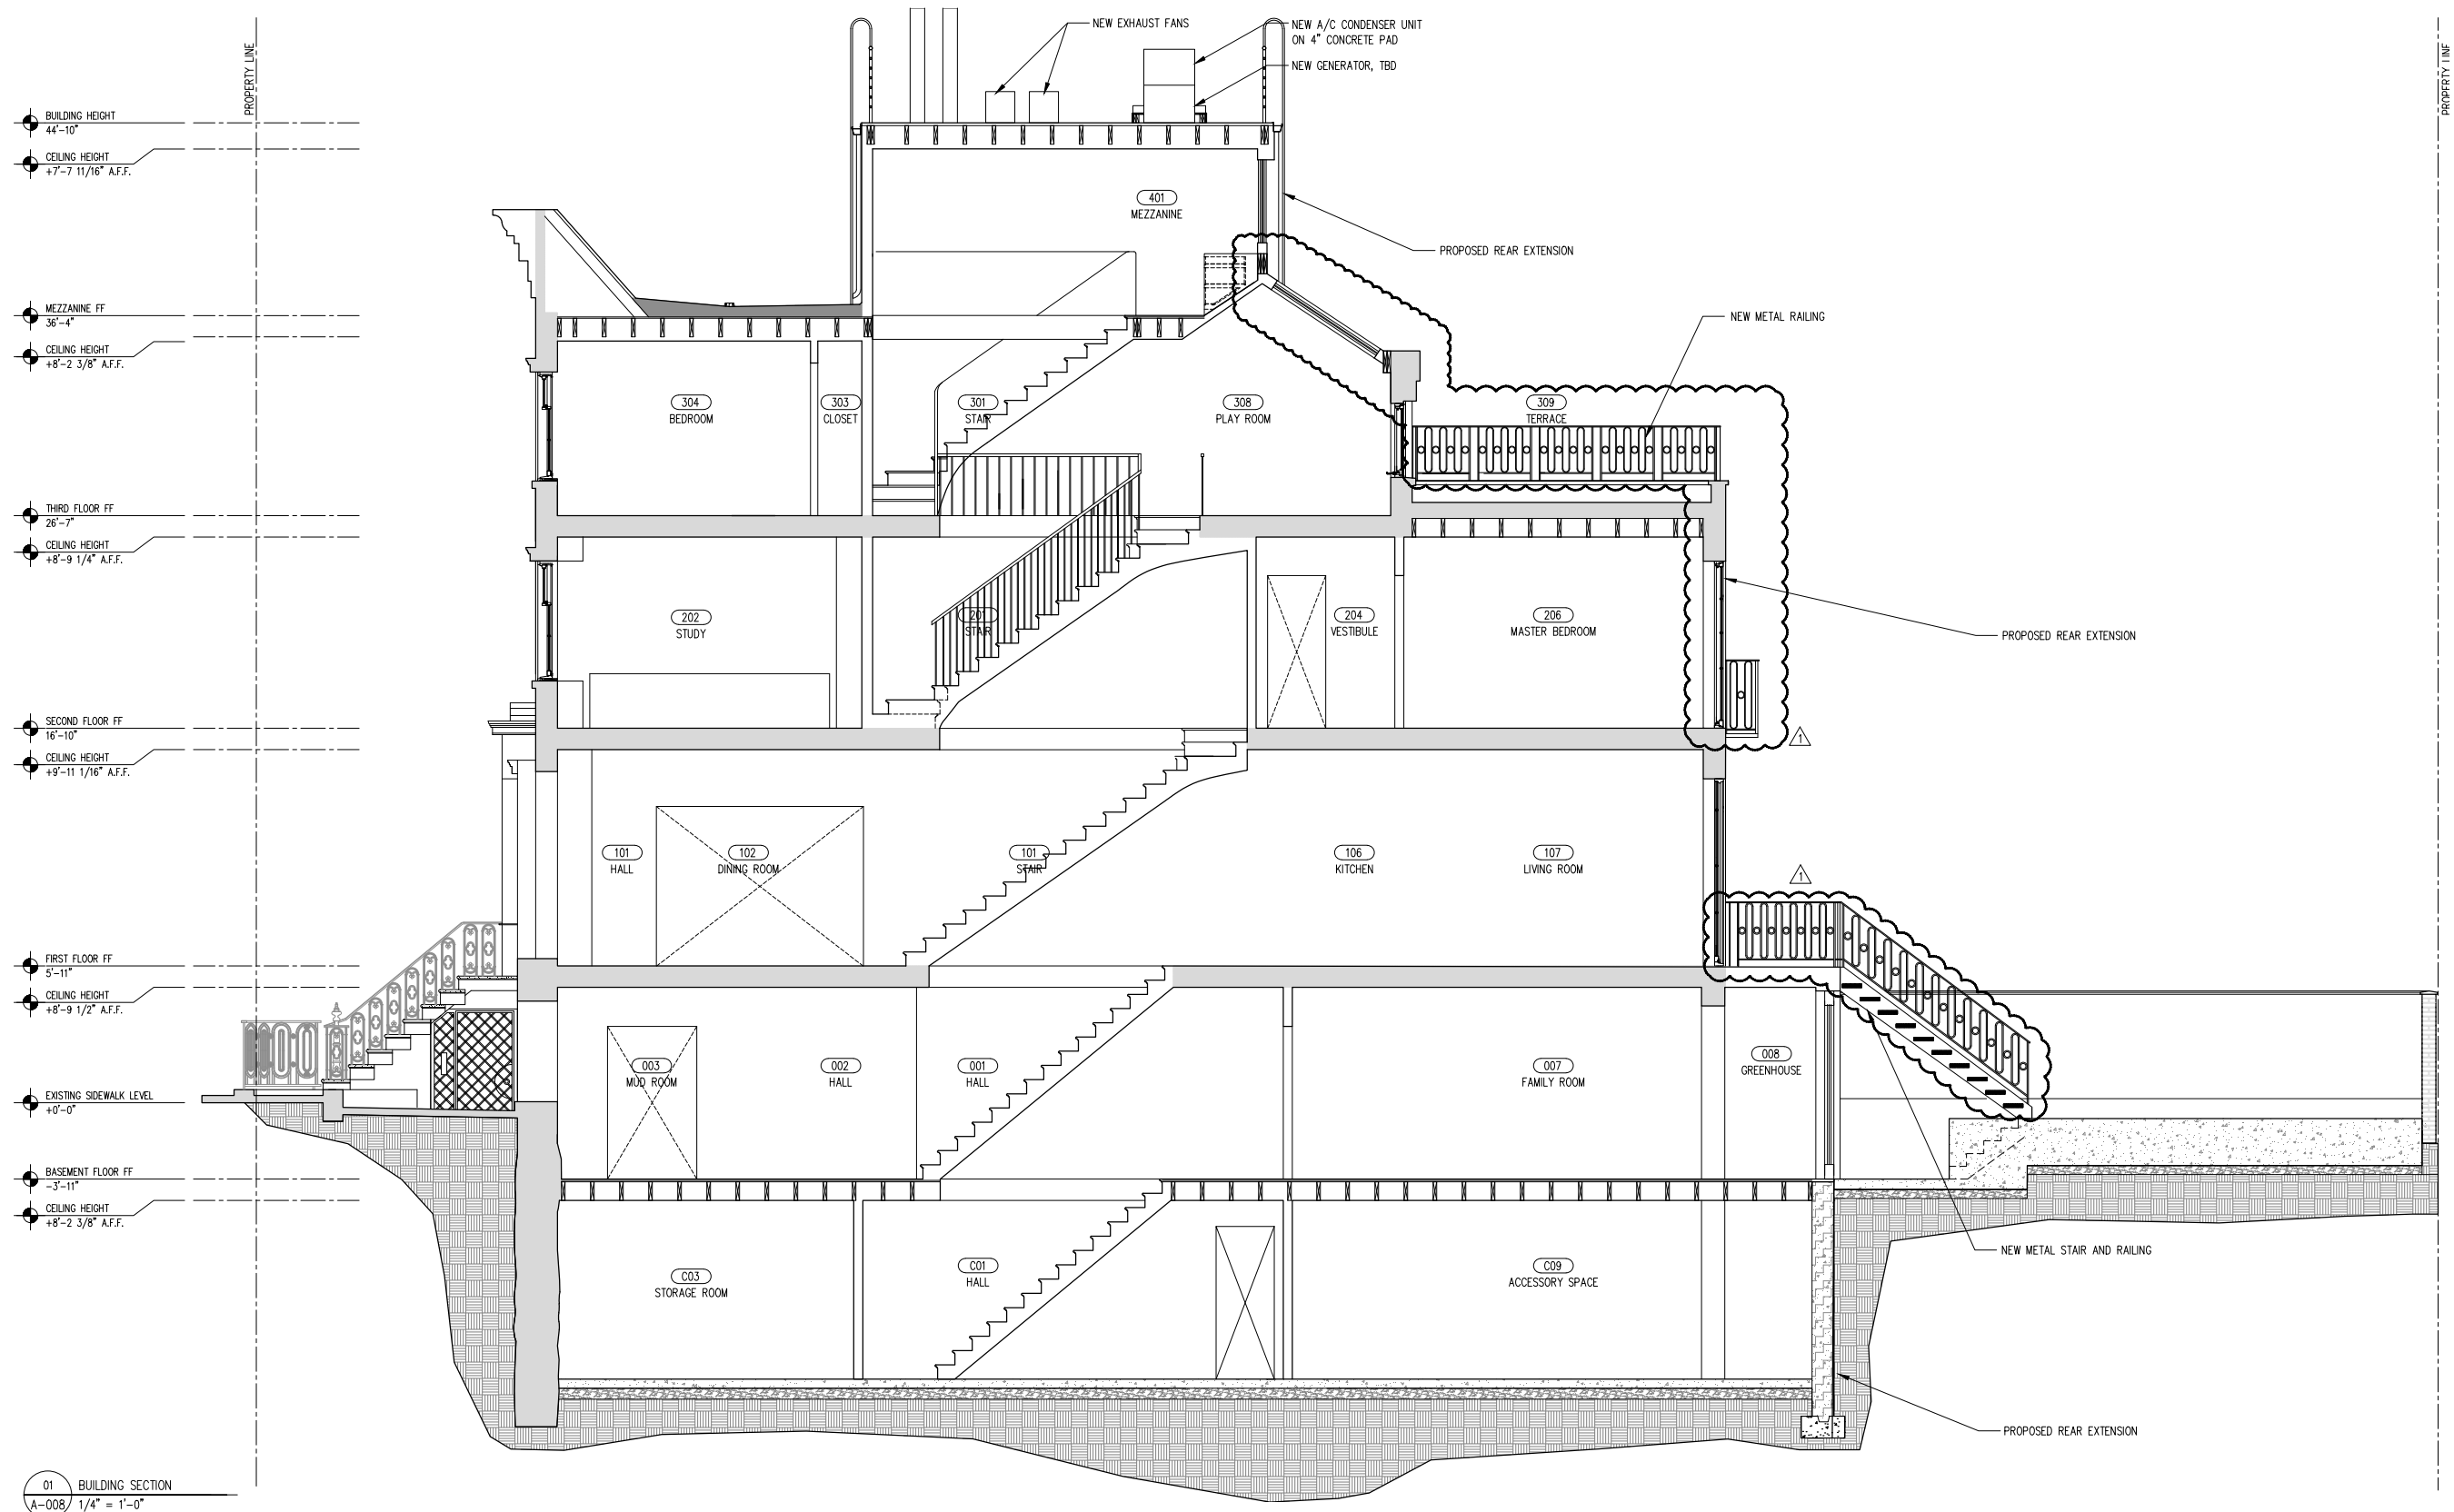 NEW EXHAUST FANS
NEW A/C CONDENSER UNIT
ON 4" CONCRETE PAD
NEW GENERATOR, TBD
PROPERTY LINE
PROPERTY LINE
BUILDING HEIGHT
44'-10"
CEILING HEIGHT
+7'-7 11/16" A.F.F.
401
MEZZANINE
PROPOSED REAR EXTENSION
MEZZANINE FF
36'-4"
NEW METAL RAILING
CEILING HEIGHT
+8'-2 3/8" A.F.F.
304
BEDROOM
303
CLOSET
301
STAIR
308
PLAY ROOM
309
TERRACE
THIRD FLOOR FF
26'-7"
CEILING HEIGHT
+8'-9 1/4" A.F.F.
202
STUDY
201
STAIR
204
VESTIBULE
206
MASTER BEDROOM
PROPOSED REAR EXTENSION
SECOND FLOOR FF
16'-10"
1
CEILING HEIGHT
+9'-11 1/16" A.F.F.
101
HALL
102
DINING ROOM
101
STAIR
106
KITCHEN
107
LIVING ROOM
1
FIRST FLOOR FF
5'-11"
CEILING HEIGHT
+8'-9 1/2" A.F.F.
003
MUD ROOM
002
HALL
001
HALL
007
FAMILY ROOM
008
GREENHOUSE
EXISTING SIDEWALK LEVEL
+0'-0"
BASEMENT FLOOR FF
-3'-11"
CEILING HEIGHT
+8'-2 3/8" A.F.F.
NEW METAL STAIR AND RAILING
C03
STORAGE ROOM
C01
HALL
C09
ACCESSORY SPACE
PROPOSED REAR EXTENSION
01 BUILDING SECTION
A-008 1/4" = 1'-0"